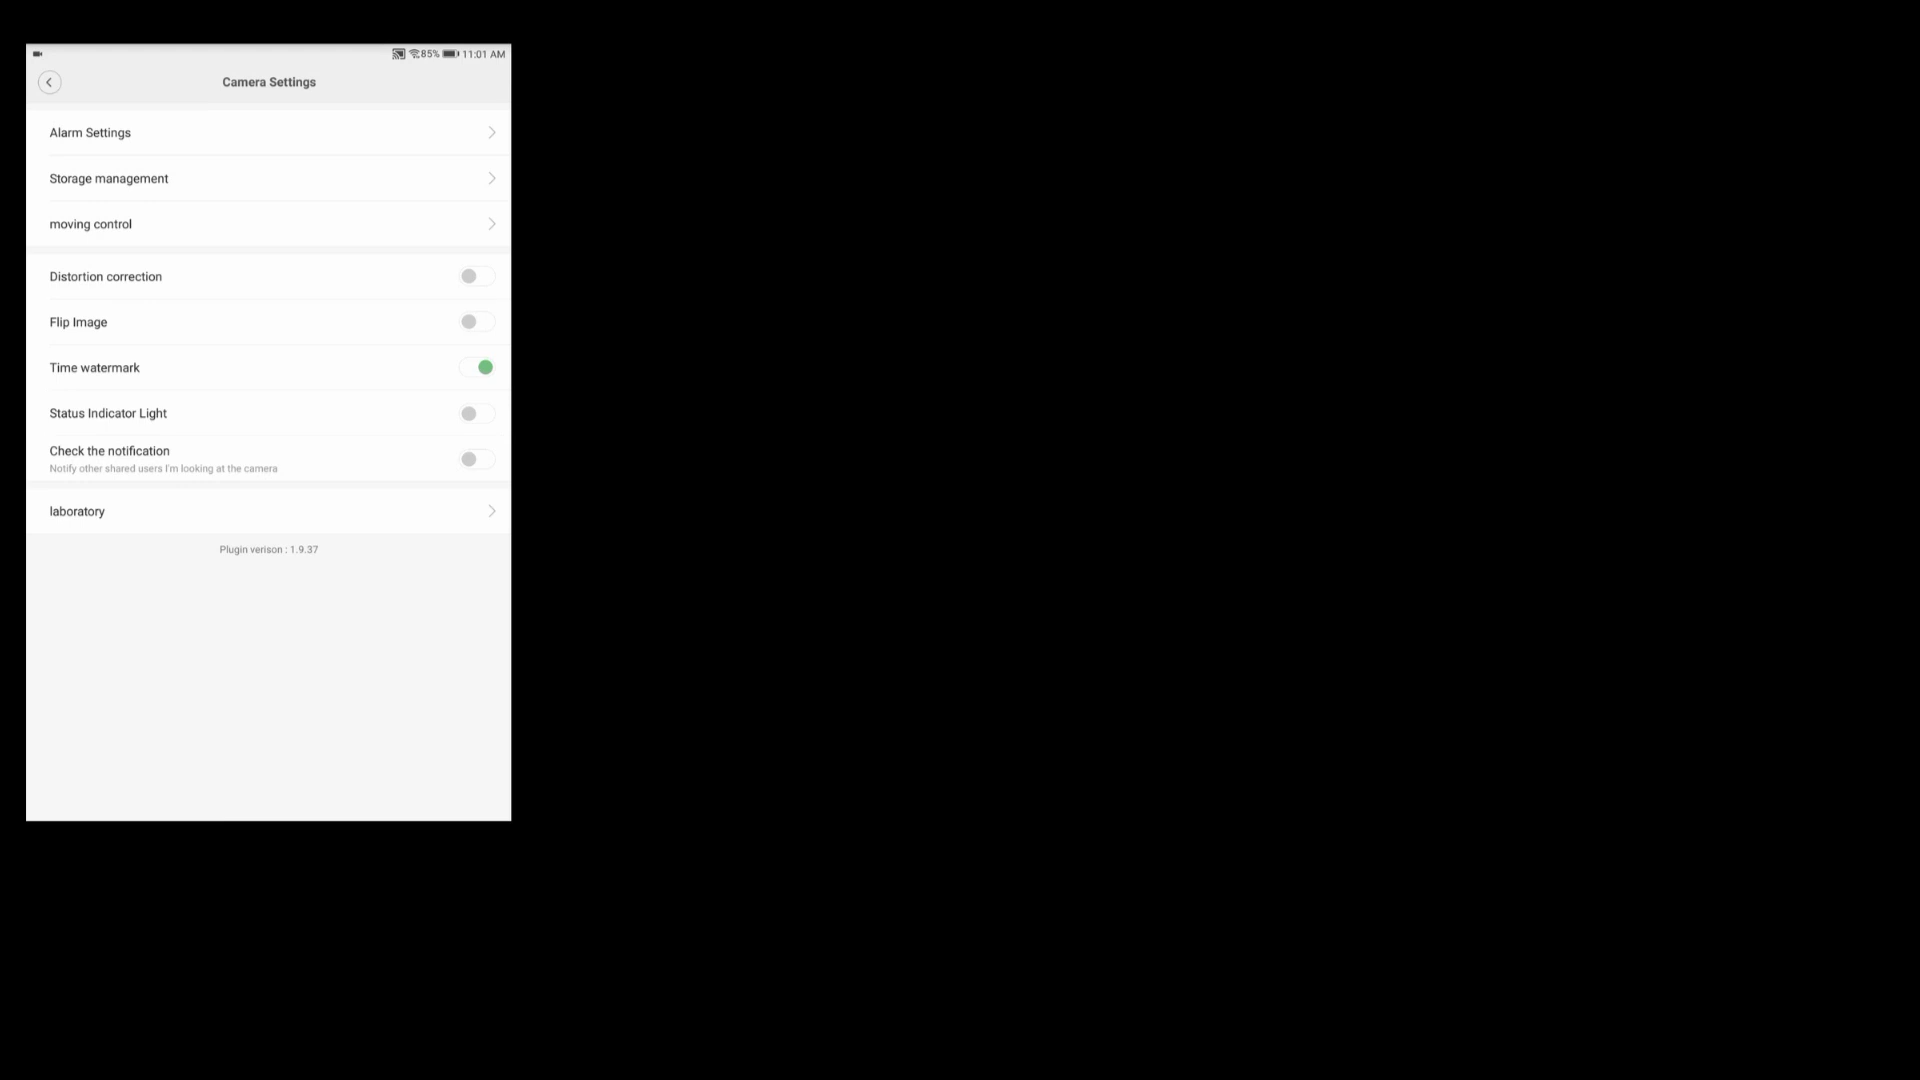 85% 11:01 AM
Camera Settings
Alarm Settings
Storage management
moving control
Distortion correction
Flip Image
Time watermark
Status Indicator Light
Check the notification
Notify other shared users I'm looking at the camera
laboratory
Plugin verison : 1.9.37